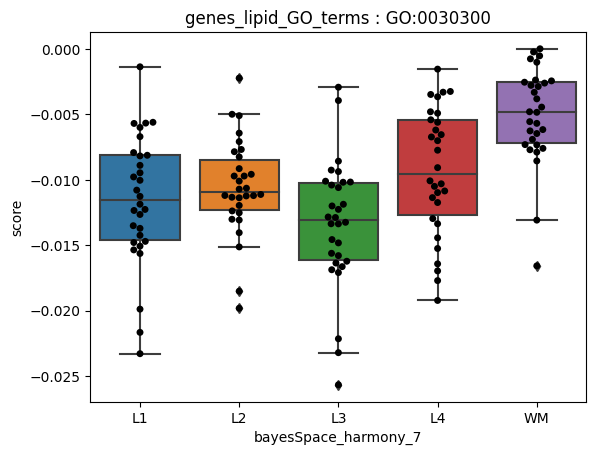 genes_lipid_GO_terms : GO:0030300
0.000
−0.005
−0.010
−0.015
−0.020
−0.025
score
L1 L2 L3 L4 WM
bayesSpace_harmony_7